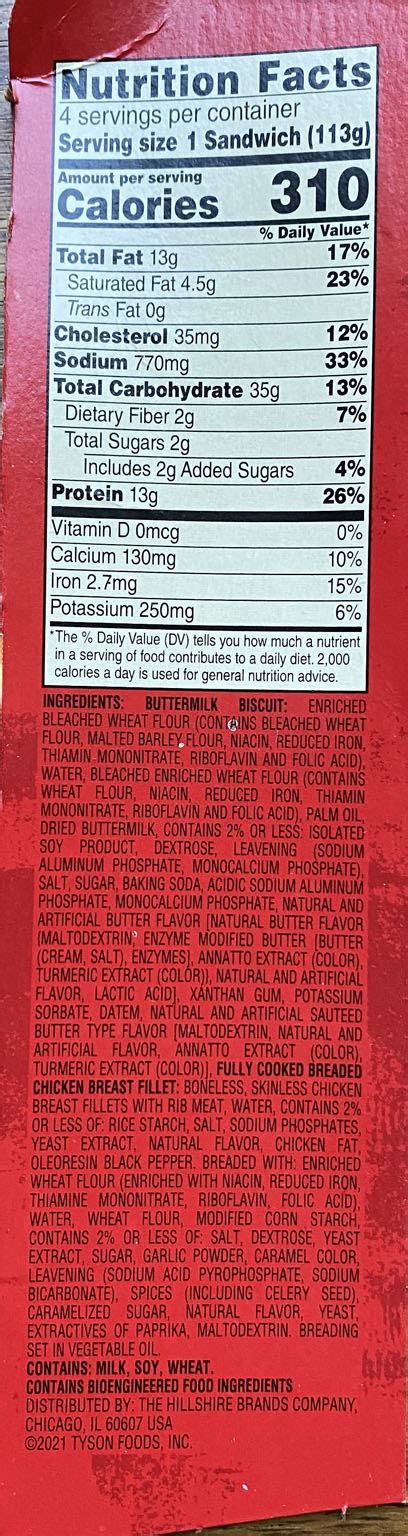 Nutrition Facts
4 servings per container
Serving size 1 Sandwich (113g)
Amount per serving
Calories 310
% Daily Value*
Total Fat 13g 17%
Saturated Fat 4.5g 23%
Trans Fat 0g
Cholesterol 35mg 12%
Sodium 770mg 33%
Total Carbohydrate 35g 13%
Dietary Fiber 2g 7%
Total Sugars 2g
Includes 2g Added Sugars 4%
Protein 13g 26%
Vitamin D 0mcg 0%
Calcium 130mg 10%
Iron 2.7mg 15%
Potassium 250mg 6%
*The % Daily Value (DV) tells you how much a nutrient
in a serving of food contributes to a daily diet. 2,000
calories a day is used for general nutrition advice.
INGREDIENTS: BUTTERMILK BISCUIT: ENRICHED
BLEACHED WHEAT FLOUR (CONTAINS BLEACHED WHEAT
FLOUR, MALTED BARLEY FLOUR, NIACIN, REDUCED IRON,
THIAMIN MONONITRATE, RIBOFLAVIN AND FOLIC ACID),
WATER, BLEACHED ENRICHED WHEAT FLOUR (CONTAINS
WHEAT FLOUR, NIACIN, REDUCED IRON, THIAMIN
MONONITRATE, RIBOFLAVIN AND FOLIC ACID), PALM OIL,
DRIED BUTTERMILK, CONTAINS 2% OR LESS: ISOLATED
SOY PRODUCT, DEXTROSE, LEAVENING (SODIUM
ALUMINUM PHOSPHATE, MONOCALCIUM PHOSPHATE),
SALT, SUGAR, BAKING SODA, ACIDIC SODIUM ALUMINUM
PHOSPHATE, MONOCALCIUM PHOSPHATE, NATURAL AND
ARTIFICIAL BUTTER FLAVOR [NATURAL BUTTER FLAVOR
(MALTODEXTRIN, ENZYME MODIFIED BUTTER [BUTTER
(CREAM, SALT), ENZYMES], ANNATTO EXTRACT (COLOR),
TURMERIC EXTRACT (COLOR)), NATURAL AND ARTIFICIAL
FLAVOR, LACTIC ACID], XANTHAN GUM, POTASSIUM
SORBATE, DATEM, NATURAL AND ARTIFICIAL SAUTEED
BUTTER TYPE FLAVOR [MALTODEXTRIN, NATURAL AND
ARTIFICIAL FLAVOR, ANNATTO EXTRACT (COLOR),
TURMERIC EXTRACT (COLOR)], FULLY COOKED BREADED
CHICKEN BREAST FILLET: BONELESS, SKINLESS CHICKEN
BREAST FILLETS WITH RIB MEAT, WATER, CONTAINS 2%
OR LESS OF: RICE STARCH, SALT, SODIUM PHOSPHATES,
YEAST EXTRACT, NATURAL FLAVOR, CHICKEN FAT,
OLEORESIN BLACK PEPPER. BREADED WITH: ENRICHED
WHEAT FLOUR (ENRICHED WITH NIACIN, REDUCED IRON,
THIAMINE MONONITRATE, RIBOFLAVIN, FOLIC ACID),
WATER, WHEAT FLOUR, MODIFIED CORN STARCH,
CONTAINS 2% OR LESS OF: SALT, DEXTROSE, YEAST
EXTRACT, SUGAR, GARLIC POWDER, CARAMEL COLOR,
LEAVENING (SODIUM ACID PYROPHOSPHATE, SODIUM
BICARBONATE), SPICES (INCLUDING CELERY SEED),
CARAMELIZED SUGAR, NATURAL FLAVOR, YEAST,
EXTRACTIVES OF PAPRIKA, MALTODEXTRIN. BREADING
SET IN VEGETABLE OIL.
CONTAINS: MILK, SOY, WHEAT.
CONTAINS BIOENGINEERED FOOD INGREDIENTS
DISTRIBUTED BY: THE HILLSHIRE BRANDS COMPANY,
CHICAGO, IL 60607 USA
©2021 TYSON FOODS, INC.